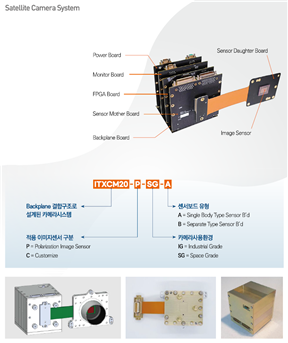 Satellite Camera System
Power Board
Sensor Daughter Board
Monitor Board
FPGA Board
Sensor Mother Board
Image Sensor
Backplane Board
ITXCM20 - P - SG - A
Backplane 결합구조로
설계된 카메라시스템
센서보드 유형
A = Single Body Type Sensor B'd
B = Separate Type Sensor B'd
적용 이미지센서 구분
P = Polarization Image Sensor
C = Customize
카메라사용환경
IG = Industrial Grade
SG = Space Grade